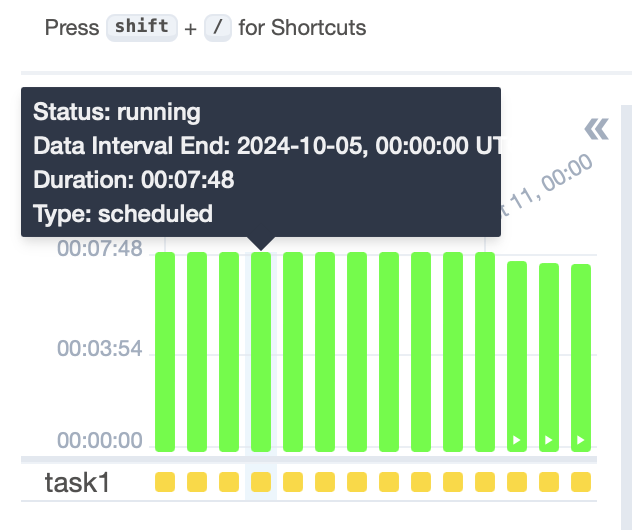 Press shift + / for Shortcuts
Status: running
Data Interval End: 2024-10-05, 00:00:00 UT
Duration: 00:07:48
Type: scheduled
t 11, 00:00
00:07:48
00:03:54
00:00:00
task1